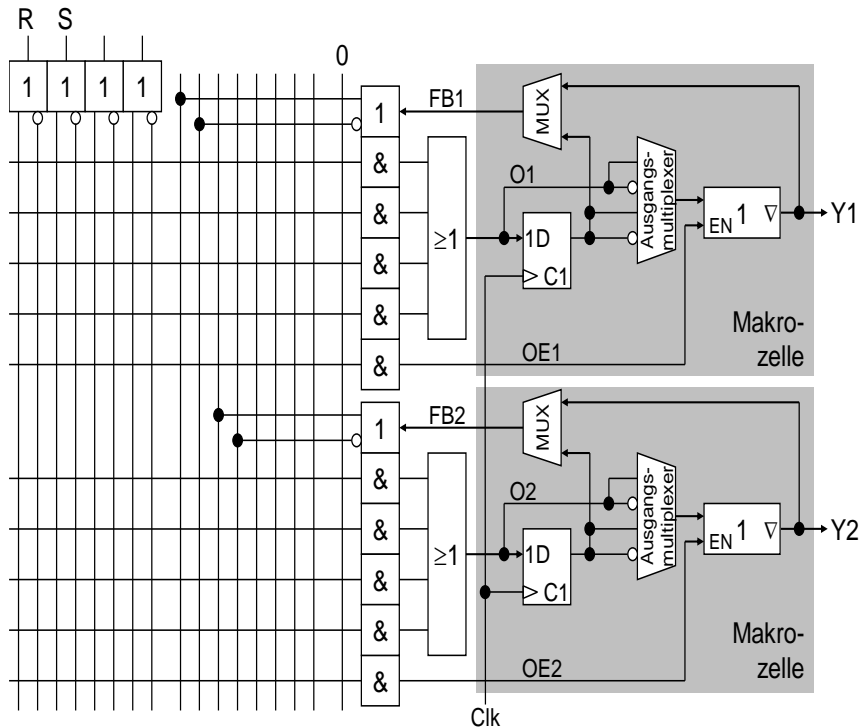 R S
0
1 1 1 1
1
FB1
MUX
&
O1
Ausgangs-
multiplexer
&
≥1
1D
C1
EN 1 ∇
Y1
&
&
Makro-
zelle
&
OE1
1
FB2
MUX
&
O2
Ausgangs-
multiplexer
&
≥1
1D
C1
EN 1 ∇
Y2
&
&
Makro-
zelle
&
OE2
Clk